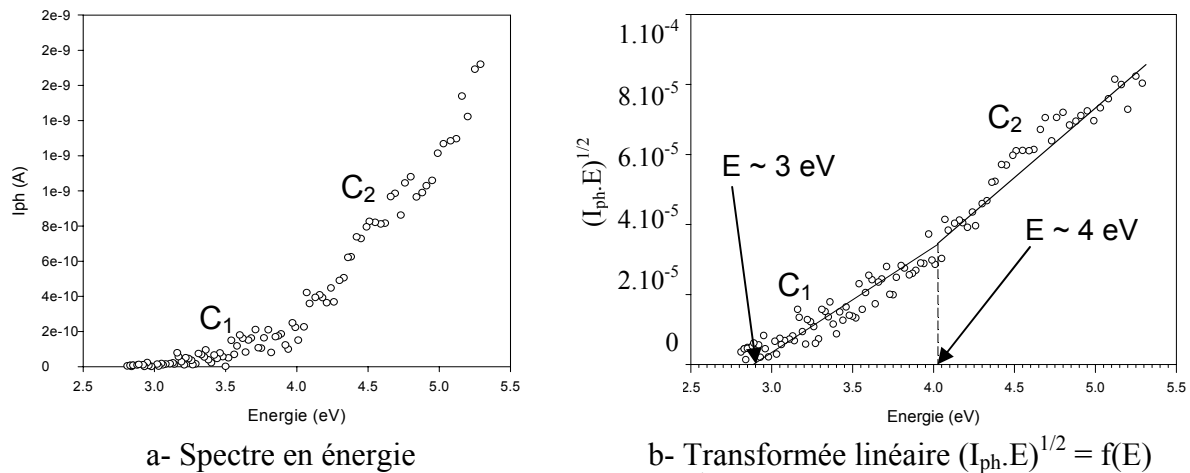 2e-9
2e-9
2e-9
1e-9
1e-9
1e-9
8e-10
6e-10
4e-10
2e-10
0
Iph (A)
C1
C2
2.5 3.0 3.5 4.0 4.5 5.0 5.5
Energie (eV)
a- Spectre en énergie
1.10-4
8.10-5
6.10-5
4.10-5
2.10-5
0
(Iph.E)1/2
E ~ 3 eV
C1
C2
E ~ 4 eV
2.5 3.0 3.5 4.0 4.5 5.0 5.5
Energie (eV)
b- Transformée linéaire (Iph.E)1/2 = f(E)